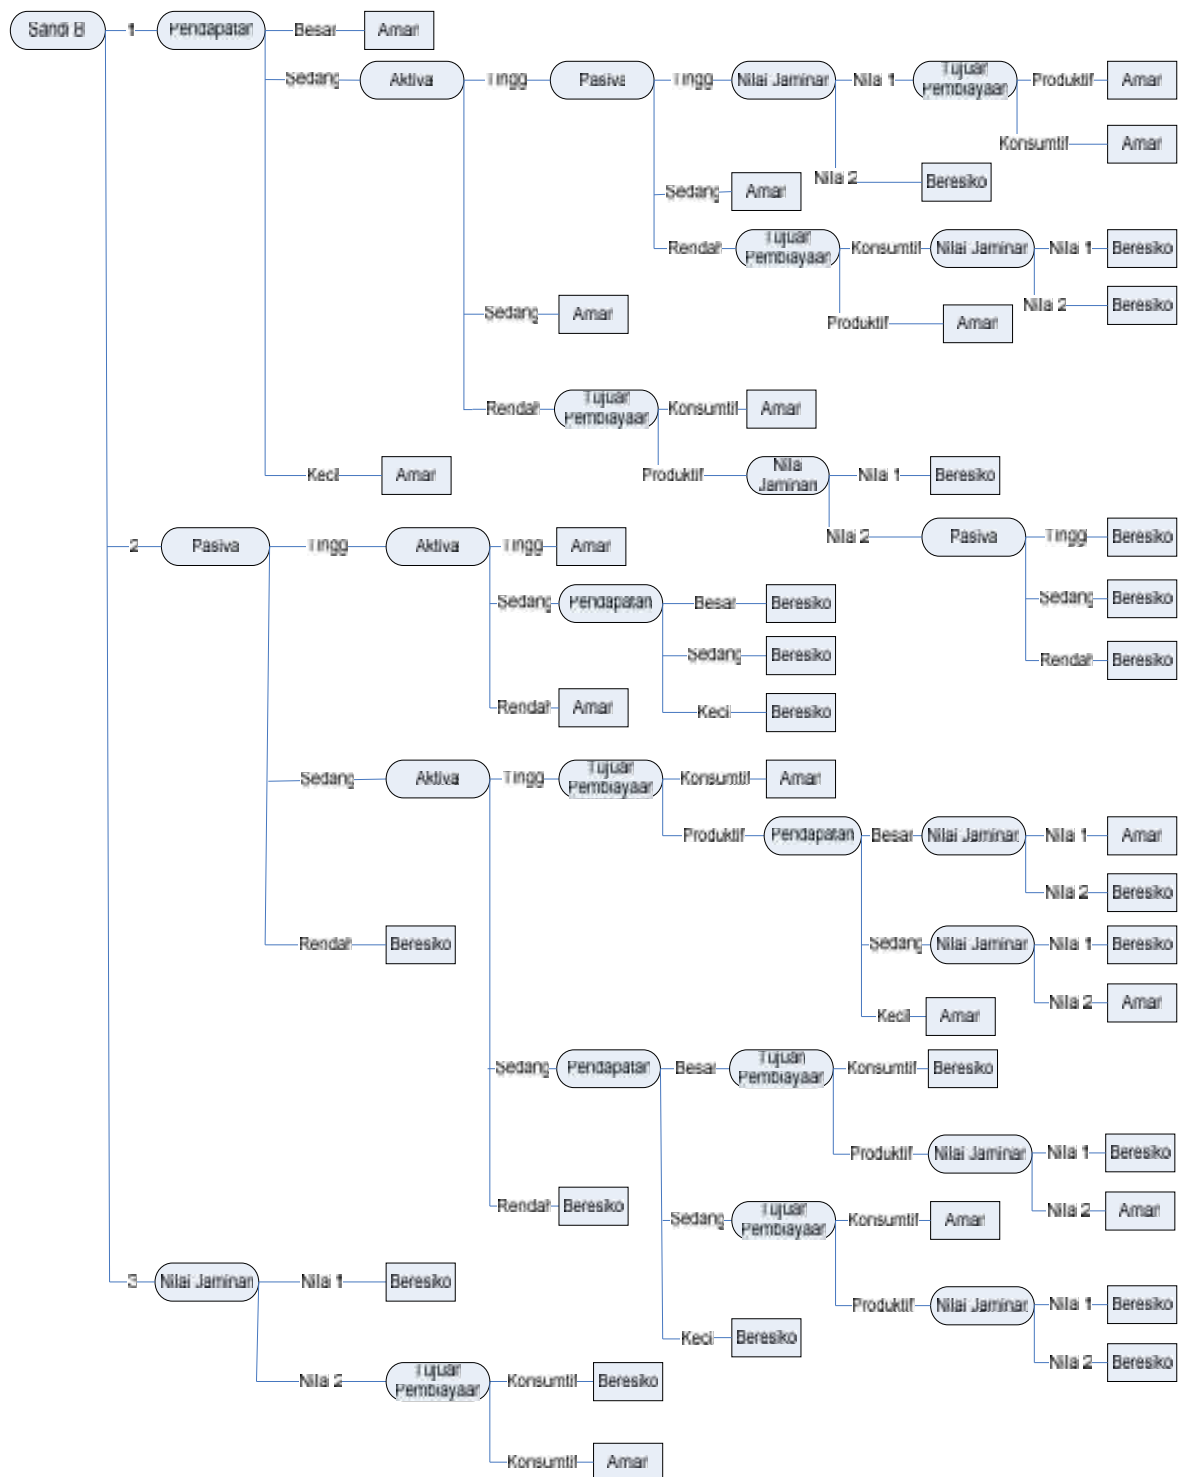 Sandi BI 1 Pendapatan Besar Aman
Sedang Aktiva Tinggi Pasiva Tinggi Nilai Jaminan Nilai 1 Tujuan Pembiayaan Produktif Aman
Konsumtif Aman
Nilai 2 Beresiko
Sedang Aman
Rendah Tujuan Pembiayaan Konsumtif Nilai Jaminan Nilai 1 Beresiko
Nilai 2 Beresiko
Produktif Aman
Sedang Aman
Rendah Tujuan Pembiayaan Konsumtif Aman
Kecil Aman
Produktif Nilai Jaminan Nilai 1 Beresiko
Nilai 2 Pasiva Tinggi Beresiko
Sedang Beresiko
Rendah Beresiko
2 Pasiva Tinggi Aktiva Tinggi Aman
Sedang Pendapatan Besar Beresiko
Sedang Beresiko
Kecil Beresiko
Rendah Aman
Sedang Aktiva Tinggi Tujuan Pembiayaan Konsumtif Aman
Produktif Pendapatan Besar Nilai Jaminan Nilai 1 Aman
Nilai 2 Beresiko
Sedang Nilai Jaminan Nilai 1 Beresiko
Nilai 2 Aman
Kecil Aman
Rendah Beresiko
Sedang Pendapatan Besar Tujuan Pembiayaan Konsumtif Beresiko
Produktif Nilai Jaminan Nilai 1 Beresiko
Nilai 2 Aman
Rendah Beresiko
Sedang Tujuan Pembiayaan Konsumtif Aman
Produktif Nilai Jaminan Nilai 1 Beresiko
Nilai 2 Beresiko
Kecil Beresiko
3 Nilai Jaminan Nilai 1 Beresiko
Nilai 2 Tujuan Pembiayaan Konsumtif Beresiko
Konsumtif Aman